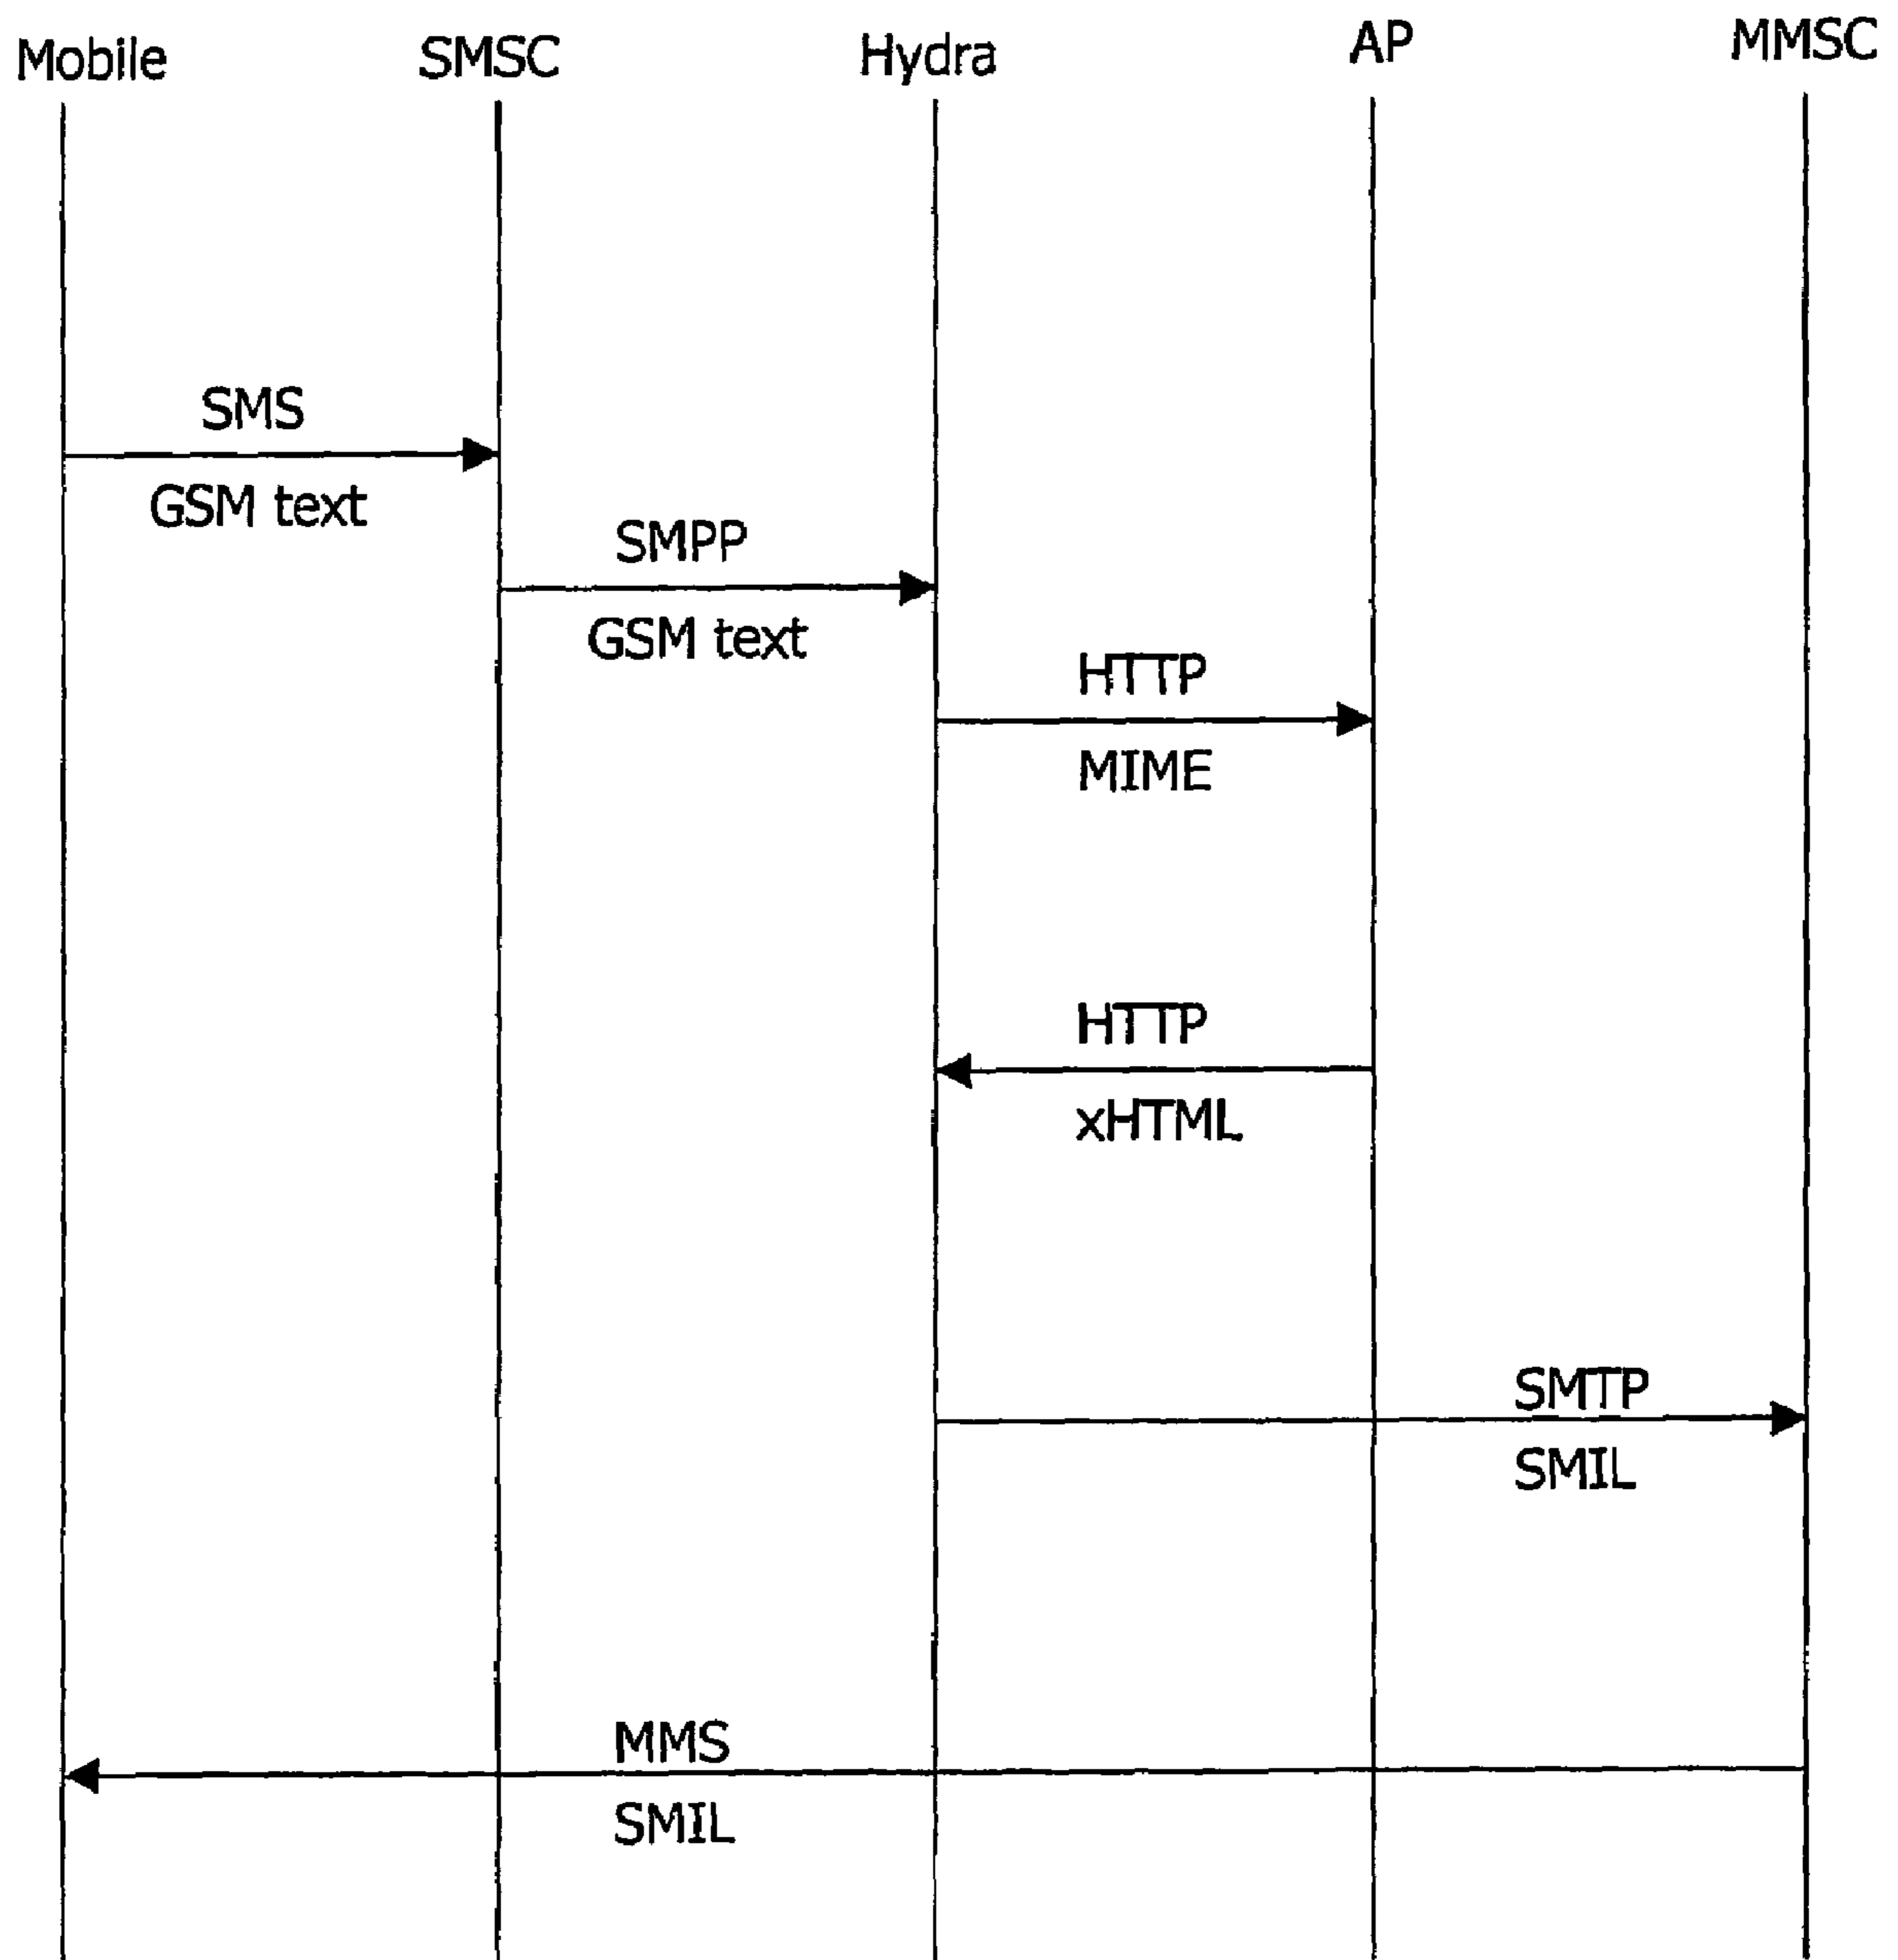 Mobile SMSC Hydra AP MMSC
SMS
GSM text
SMPP
GSM text
HTTP
MIME
HTTP
xHTML
SMTP
SMIL
MMS
SMIL